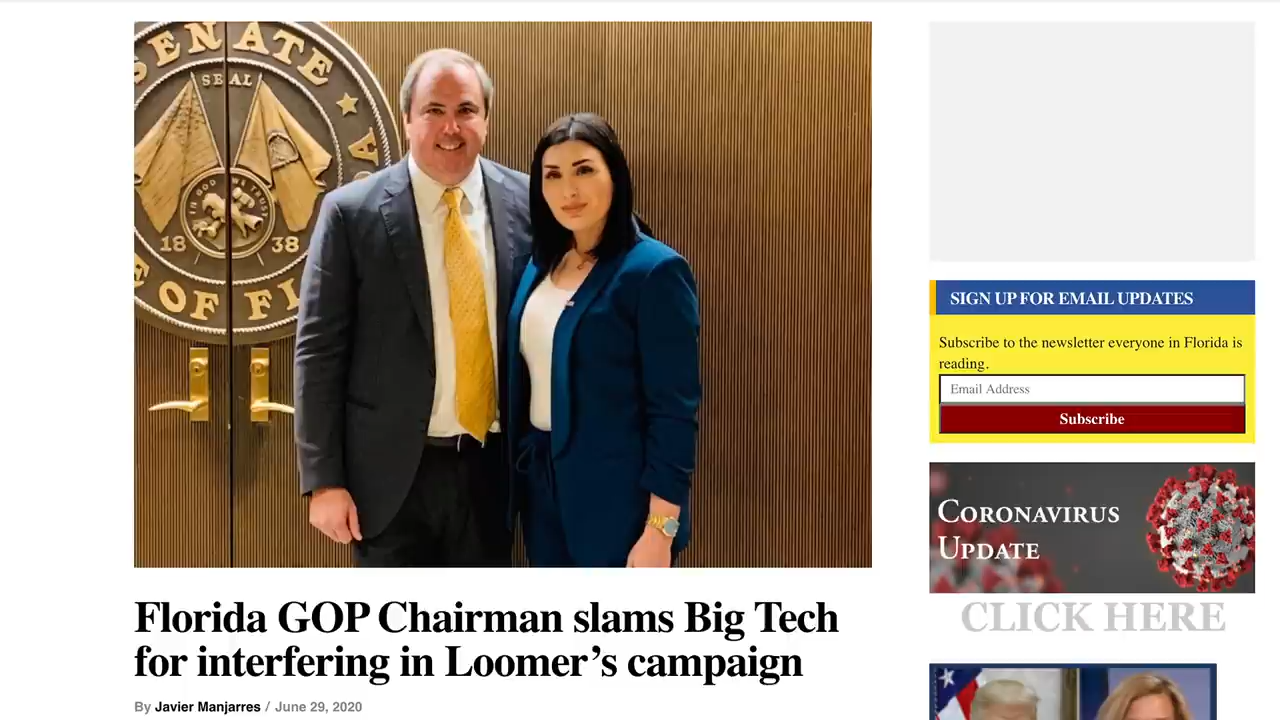 SENATE
SEAL
IN GOD WE TRUST
18 38
E OF FL
A
Florida GOP Chairman slams Big Tech
for interfering in Loomer’s campaign
By Javier Manjarres / June 29, 2020
SIGN UP FOR EMAIL UPDATES
Subscribe to the newsletter everyone in Florida is
reading.
Email Address
Subscribe
CORONAVIRUS
UPDATE
CLICK HERE